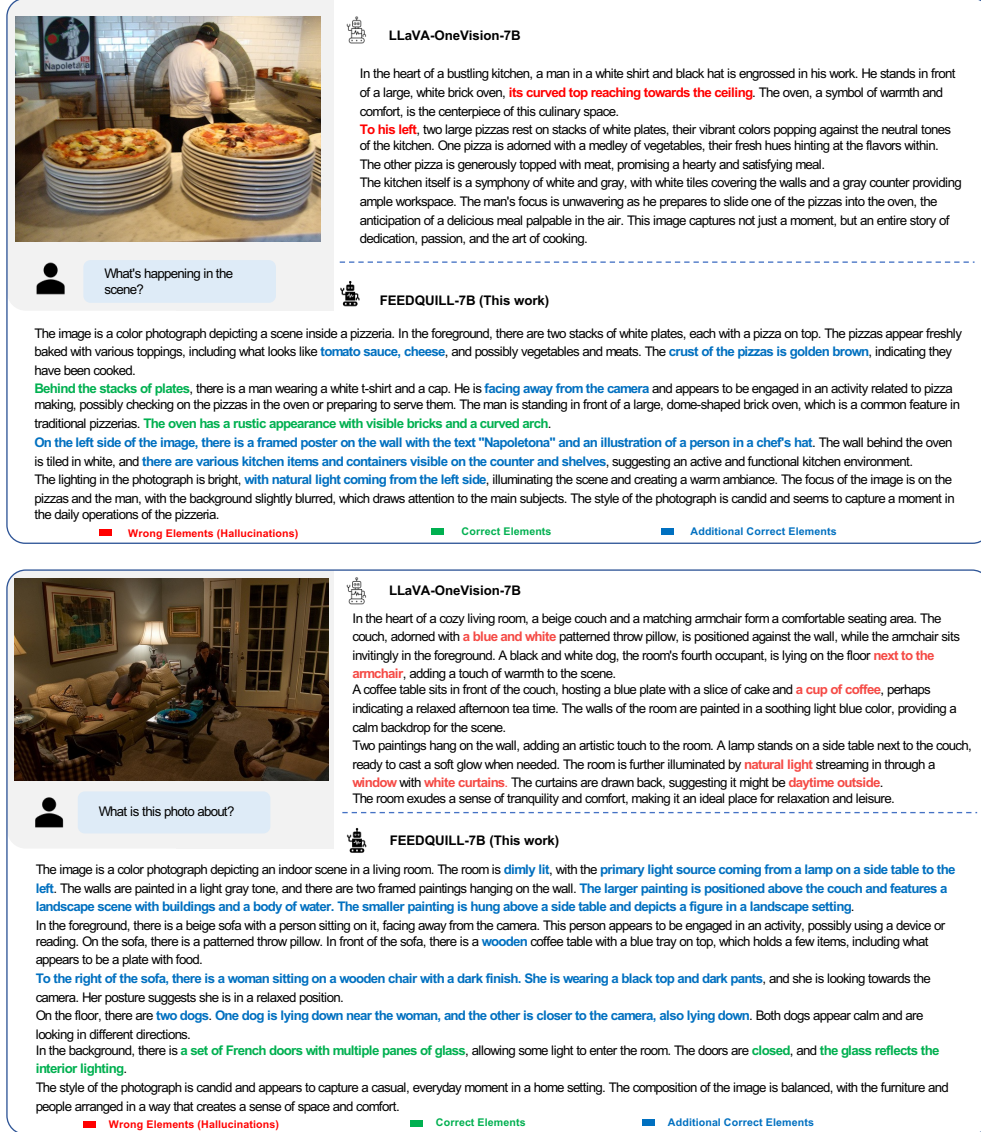 Napoletana
LLaVA-OneVision-7B
In the heart of a bustling kitchen, a man in a white shirt and black hat is engrossed in his work. He stands in front
of a large, white brick oven, its curved top reaching towards the ceiling. The oven, a symbol of warmth and
comfort, is the centerpiece of this culinary space.
To his left, two large pizzas rest on stacks of white plates, their vibrant colors popping against the neutral tones
of the kitchen. One pizza is adorned with a medley of vegetables, their fresh hues hinting at the flavors within.
The other pizza is generously topped with meat, promising a hearty and satisfying meal.
The kitchen itself is a symphony of white and gray, with white tiles covering the walls and a gray counter providing
ample workspace. The man's focus is unwavering as he prepares to slide one of the pizzas into the oven, the
anticipation of a delicious meal palpable in the air. This image captures not just a moment, but an entire story of
dedication, passion, and the art of cooking.
What's happening in the
scene?
FEEDQUILL-7B (This work)
The image is a color photograph depicting a scene inside a pizzeria. In the foreground, there are two stacks of white plates, each with a pizza on top. The pizzas appear freshly
baked with various toppings, including what looks like tomato sauce, cheese, and possibly vegetables and meats. The crust of the pizzas is golden brown, indicating they
have been cooked.
Behind the stacks of plates, there is a man wearing a white t-shirt and a cap. He is facing away from the camera and appears to be engaged in an activity related to pizza
making, possibly checking on the pizzas in the oven or preparing to serve them. The man is standing in front of a large, dome-shaped brick oven, which is a common feature in
traditional pizzerias. The oven has a rustic appearance with visible bricks and a curved arch.
On the left side of the image, there is a framed poster on the wall with the text "Napoletona" and an illustration of a person in a chef's hat. The wall behind the oven
is tiled in white, and there are various kitchen items and containers visible on the counter and shelves, suggesting an active and functional kitchen environment.
The lighting in the photograph is bright, with natural light coming from the left side, illuminating the scene and creating a warm ambiance. The focus of the image is on the
pizzas and the man, with the background slightly blurred, which draws attention to the main subjects. The style of the photograph is candid and seems to capture a moment in
the daily operations of the pizzeria.
Wrong Elements (Hallucinations) Correct Elements Additional Correct Elements
LLaVA-OneVision-7B
In the heart of a cozy living room, a beige couch and a matching armchair form a comfortable seating area. The
couch, adorned with a blue and white patterned throw pillow, is positioned against the wall, while the armchair sits
invitingly in the foreground. A black and white dog, the room's fourth occupant, is lying on the floor next to the
armchair, adding a touch of warmth to the scene.
A coffee table sits in front of the couch, hosting a blue plate with a slice of cake and a cup of coffee, perhaps
indicating a relaxed afternoon tea time. The walls of the room are painted in a soothing light blue color, providing a
calm backdrop for the scene.
Two paintings hang on the wall, adding an artistic touch to the room. A lamp stands on a side table next to the couch,
ready to cast a soft glow when needed. The room is further illuminated by natural light streaming in through a
window with white curtains. The curtains are drawn back, suggesting it might be daytime outside.
The room exudes a sense of tranquility and comfort, making it an ideal place for relaxation and leisure.
What is this photo about?
FEEDQUILL-7B (This work)
The image is a color photograph depicting an indoor scene in a living room. The room is dimly lit, with the primary light source coming from a lamp on a side table to the
left. The walls are painted in a light gray tone, and there are two framed paintings hanging on the wall. The larger painting is positioned above the couch and features a
landscape scene with buildings and a body of water. The smaller painting is hung above a side table and depicts a figure in a landscape setting.
In the foreground, there is a beige sofa with a person sitting on it, facing away from the camera. This person appears to be engaged in an activity, possibly using a device or
reading. On the sofa, there is a patterned throw pillow. In front of the sofa, there is a wooden coffee table with a blue tray on top, which holds a few items, including what
appears to be a plate with food.
To the right of the sofa, there is a woman sitting on a wooden chair with a dark finish. She is wearing a black top and dark pants, and she is looking towards the
camera. Her posture suggests she is in a relaxed position.
On the floor, there are two dogs. One dog is lying down near the woman, and the other is closer to the camera, also lying down. Both dogs appear calm and are
looking in different directions.
In the background, there is a set of French doors with multiple panes of glass, allowing some light to enter the room. The doors are closed, and the glass reflects the
interior lighting.
The style of the photograph is candid and appears to capture a casual, everyday moment in a home setting. The composition of the image is balanced, with the furniture and
people arranged in a way that creates a sense of space and comfort.
Wrong Elements (Hallucinations) Correct Elements Additional Correct Elements